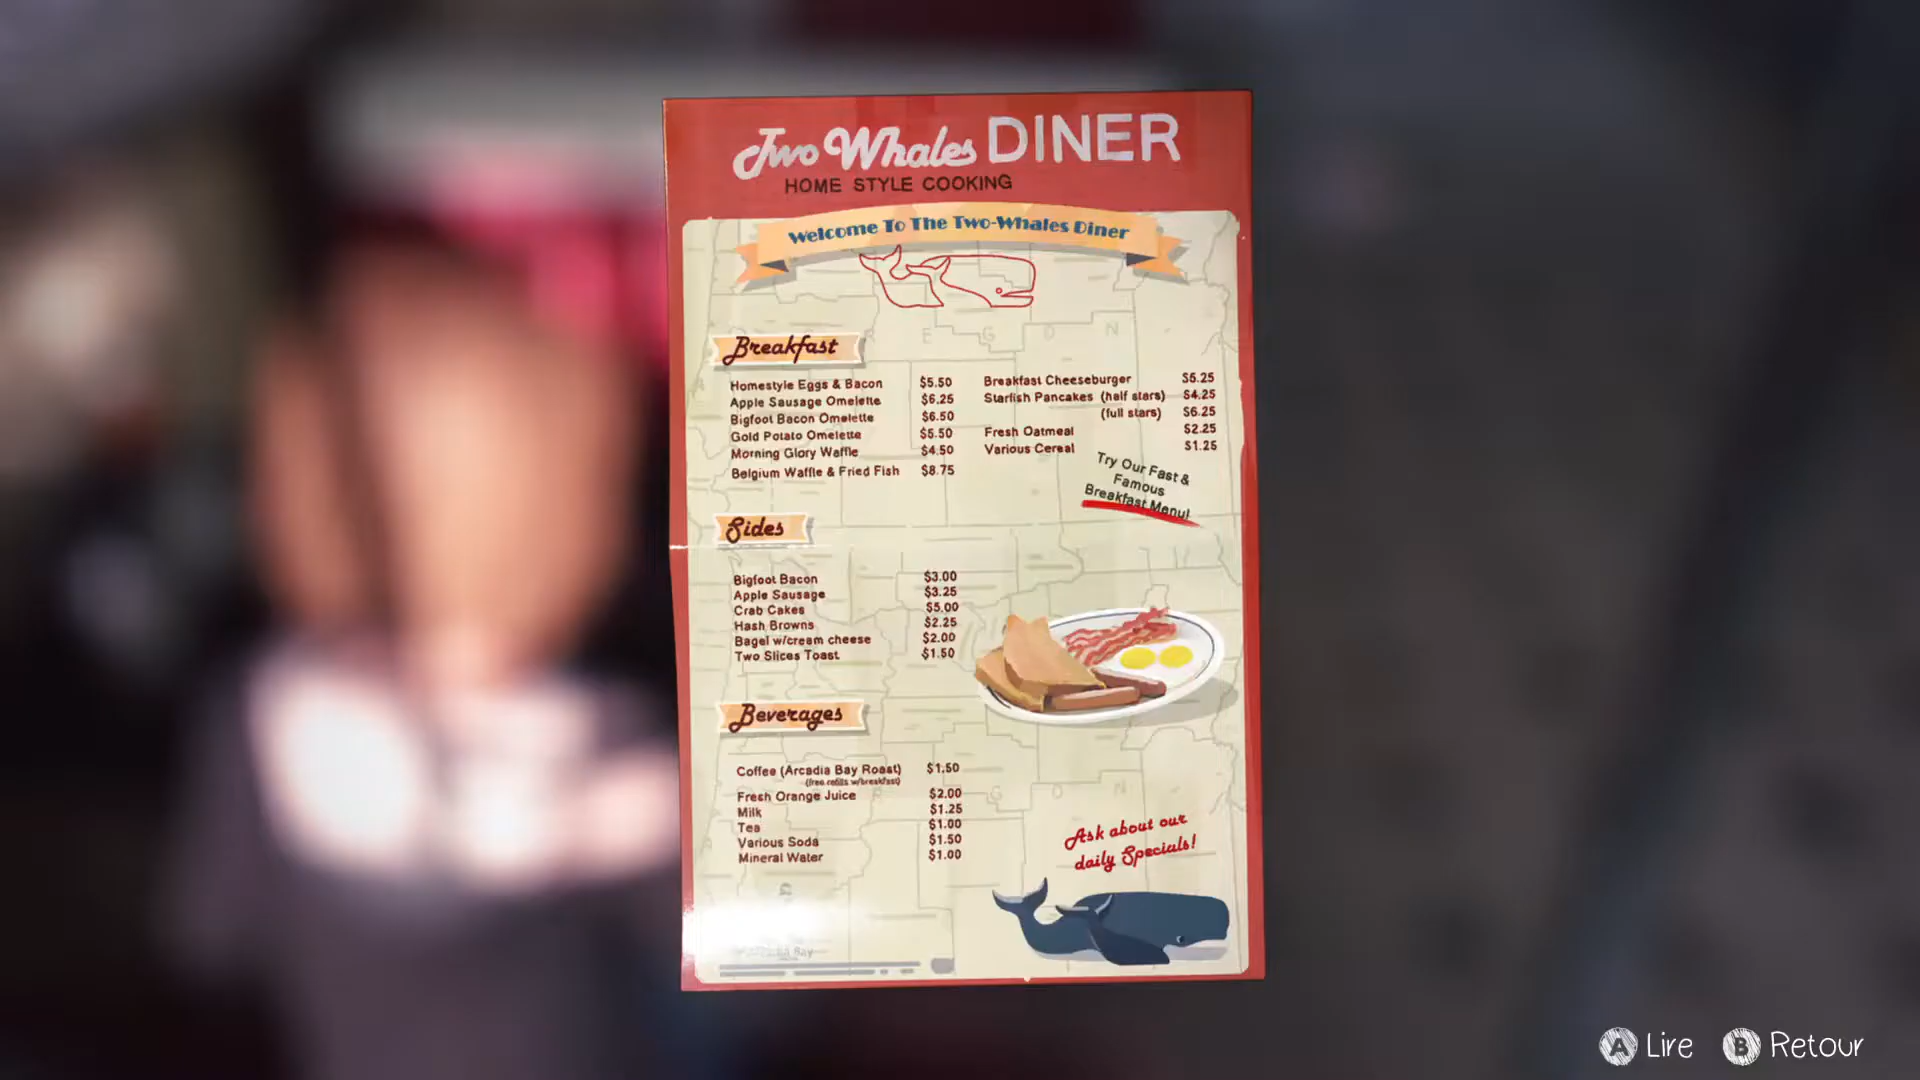 Two Whales DINER
HOME STYLE COOKING
Welcome To The Two-Whales Diner
Breakfast
Homestyle Eggs & Bacon $5.50
Apple Sausage Omelette $6.25
Bigfoot Bacon Omelette $6.50
Gold Potato Omelette $5.50
Morning Glory Waffle $4.50
Belgium Waffle & Fried Fish $8.75
Breakfast Cheeseburger $5.25
Starfish Pancakes (half stars) $4.25
(full stars) $6.25
Fresh Oatmeal $2.25
Various Cereal $1.25
Try Our Fast &
Famous
Breakfast Menu!
Sides
Bigfoot Bacon $3.00
Apple Sausage $3.25
Crab Cakes $5.00
Hash Browns $2.25
Bagel w/cream cheese $2.00
Two Slices Toast $1.50
Beverages
Coffee (Arcadia Bay Roast) $1.50
(free refills w/breakfast)
Fresh Orange Juice $2.00
Milk $1.25
Tea $1.00
Various Soda $1.50
Mineral Water $1.00
Ask about our
daily Specials!
A Lire B Retour